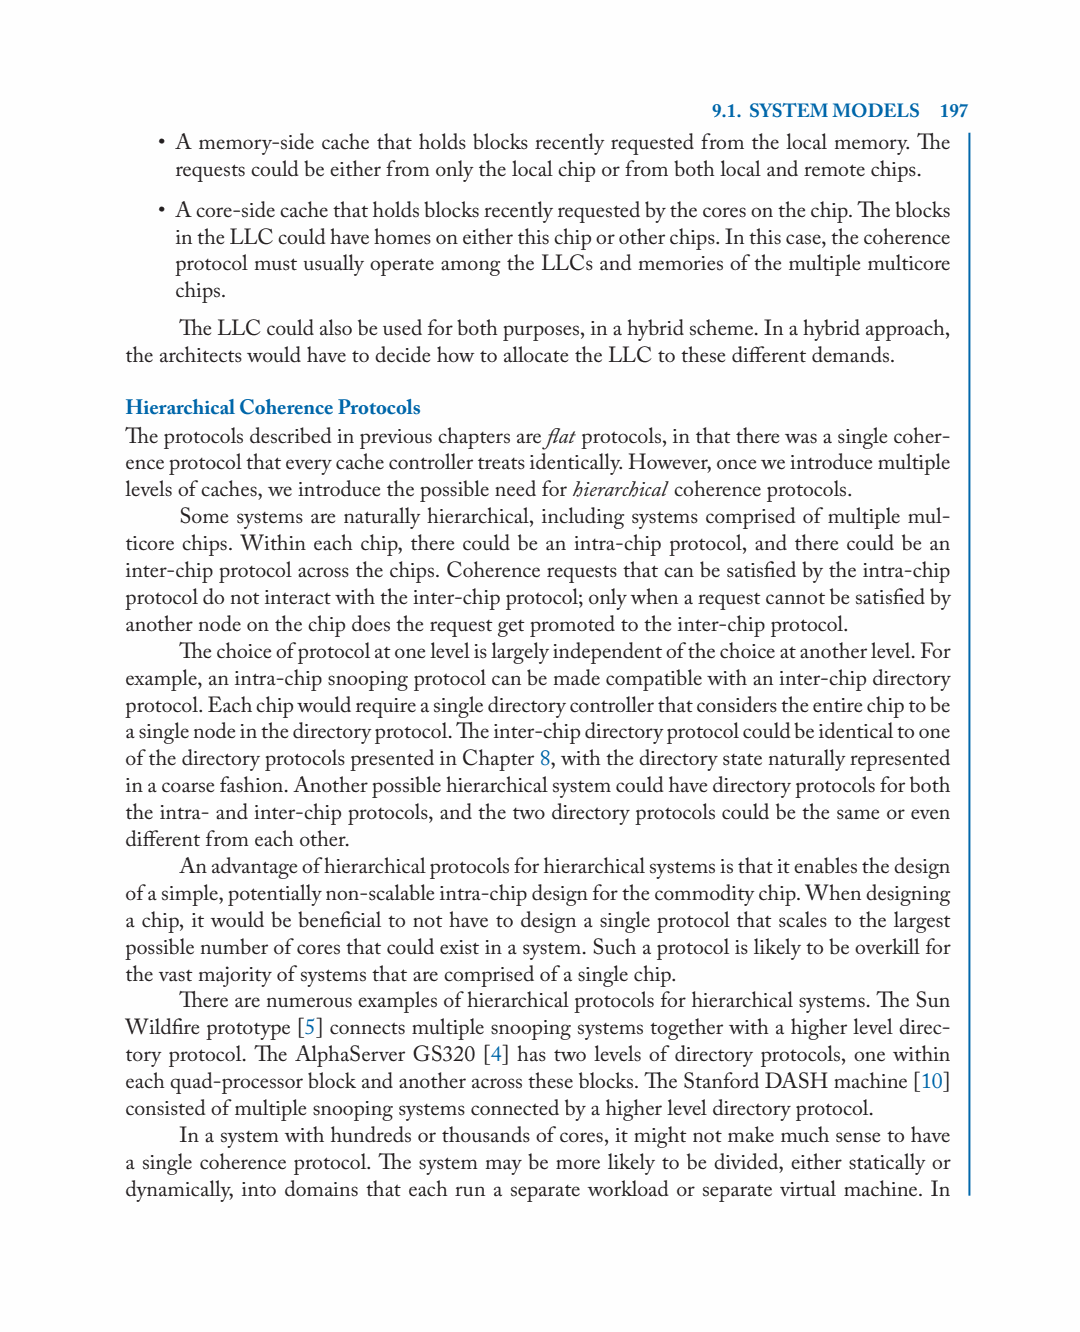 9.1. SYSTEM MODELS 197
• A memory-side cache that holds blocks recently requested from the local memory. The
requests could be either from only the local chip or from both local and remote chips.
• A core-side cache that holds blocks recently requested by the cores on the chip. The blocks
in the LLC could have homes on either this chip or other chips. In this case, the coherence
protocol must usually operate among the LLCs and memories of the multiple multicore
chips.
The LLC could also be used for both purposes, in a hybrid scheme. In a hybrid approach,
the architects would have to decide how to allocate the LLC to these different demands.
Hierarchical Coherence Protocols
The protocols described in previous chapters are flat protocols, in that there was a single coher-
ence protocol that every cache controller treats identically. However, once we introduce multiple
levels of caches, we introduce the possible need for hierarchical coherence protocols.
Some systems are naturally hierarchical, including systems comprised of multiple mul-
ticore chips. Within each chip, there could be an intra-chip protocol, and there could be an
inter-chip protocol across the chips. Coherence requests that can be satisfied by the intra-chip
protocol do not interact with the inter-chip protocol; only when a request cannot be satisfied by
another node on the chip does the request get promoted to the inter-chip protocol.
The choice of protocol at one level is largely independent of the choice at another level. For
example, an intra-chip snooping protocol can be made compatible with an inter-chip directory
protocol. Each chip would require a single directory controller that considers the entire chip to be
a single node in the directory protocol. The inter-chip directory protocol could be identical to one
of the directory protocols presented in Chapter 8, with the directory state naturally represented
in a coarse fashion. Another possible hierarchical system could have directory protocols for both
the intra- and inter-chip protocols, and the two directory protocols could be the same or even
different from each other.
An advantage of hierarchical protocols for hierarchical systems is that it enables the design
of a simple, potentially non-scalable intra-chip design for the commodity chip. When designing
a chip, it would be beneficial to not have to design a single protocol that scales to the largest
possible number of cores that could exist in a system. Such a protocol is likely to be overkill for
the vast majority of systems that are comprised of a single chip.
There are numerous examples of hierarchical protocols for hierarchical systems. The Sun
Wildfire prototype [5] connects multiple snooping systems together with a higher level direc-
tory protocol. The AlphaServer GS320 [4] has two levels of directory protocols, one within
each quad-processor block and another across these blocks. The Stanford DASH machine [10]
consisted of multiple snooping systems connected by a higher level directory protocol.
In a system with hundreds or thousands of cores, it might not make much sense to have
a single coherence protocol. The system may be more likely to be divided, either statically or
dynamically, into domains that each run a separate workload or separate virtual machine. In